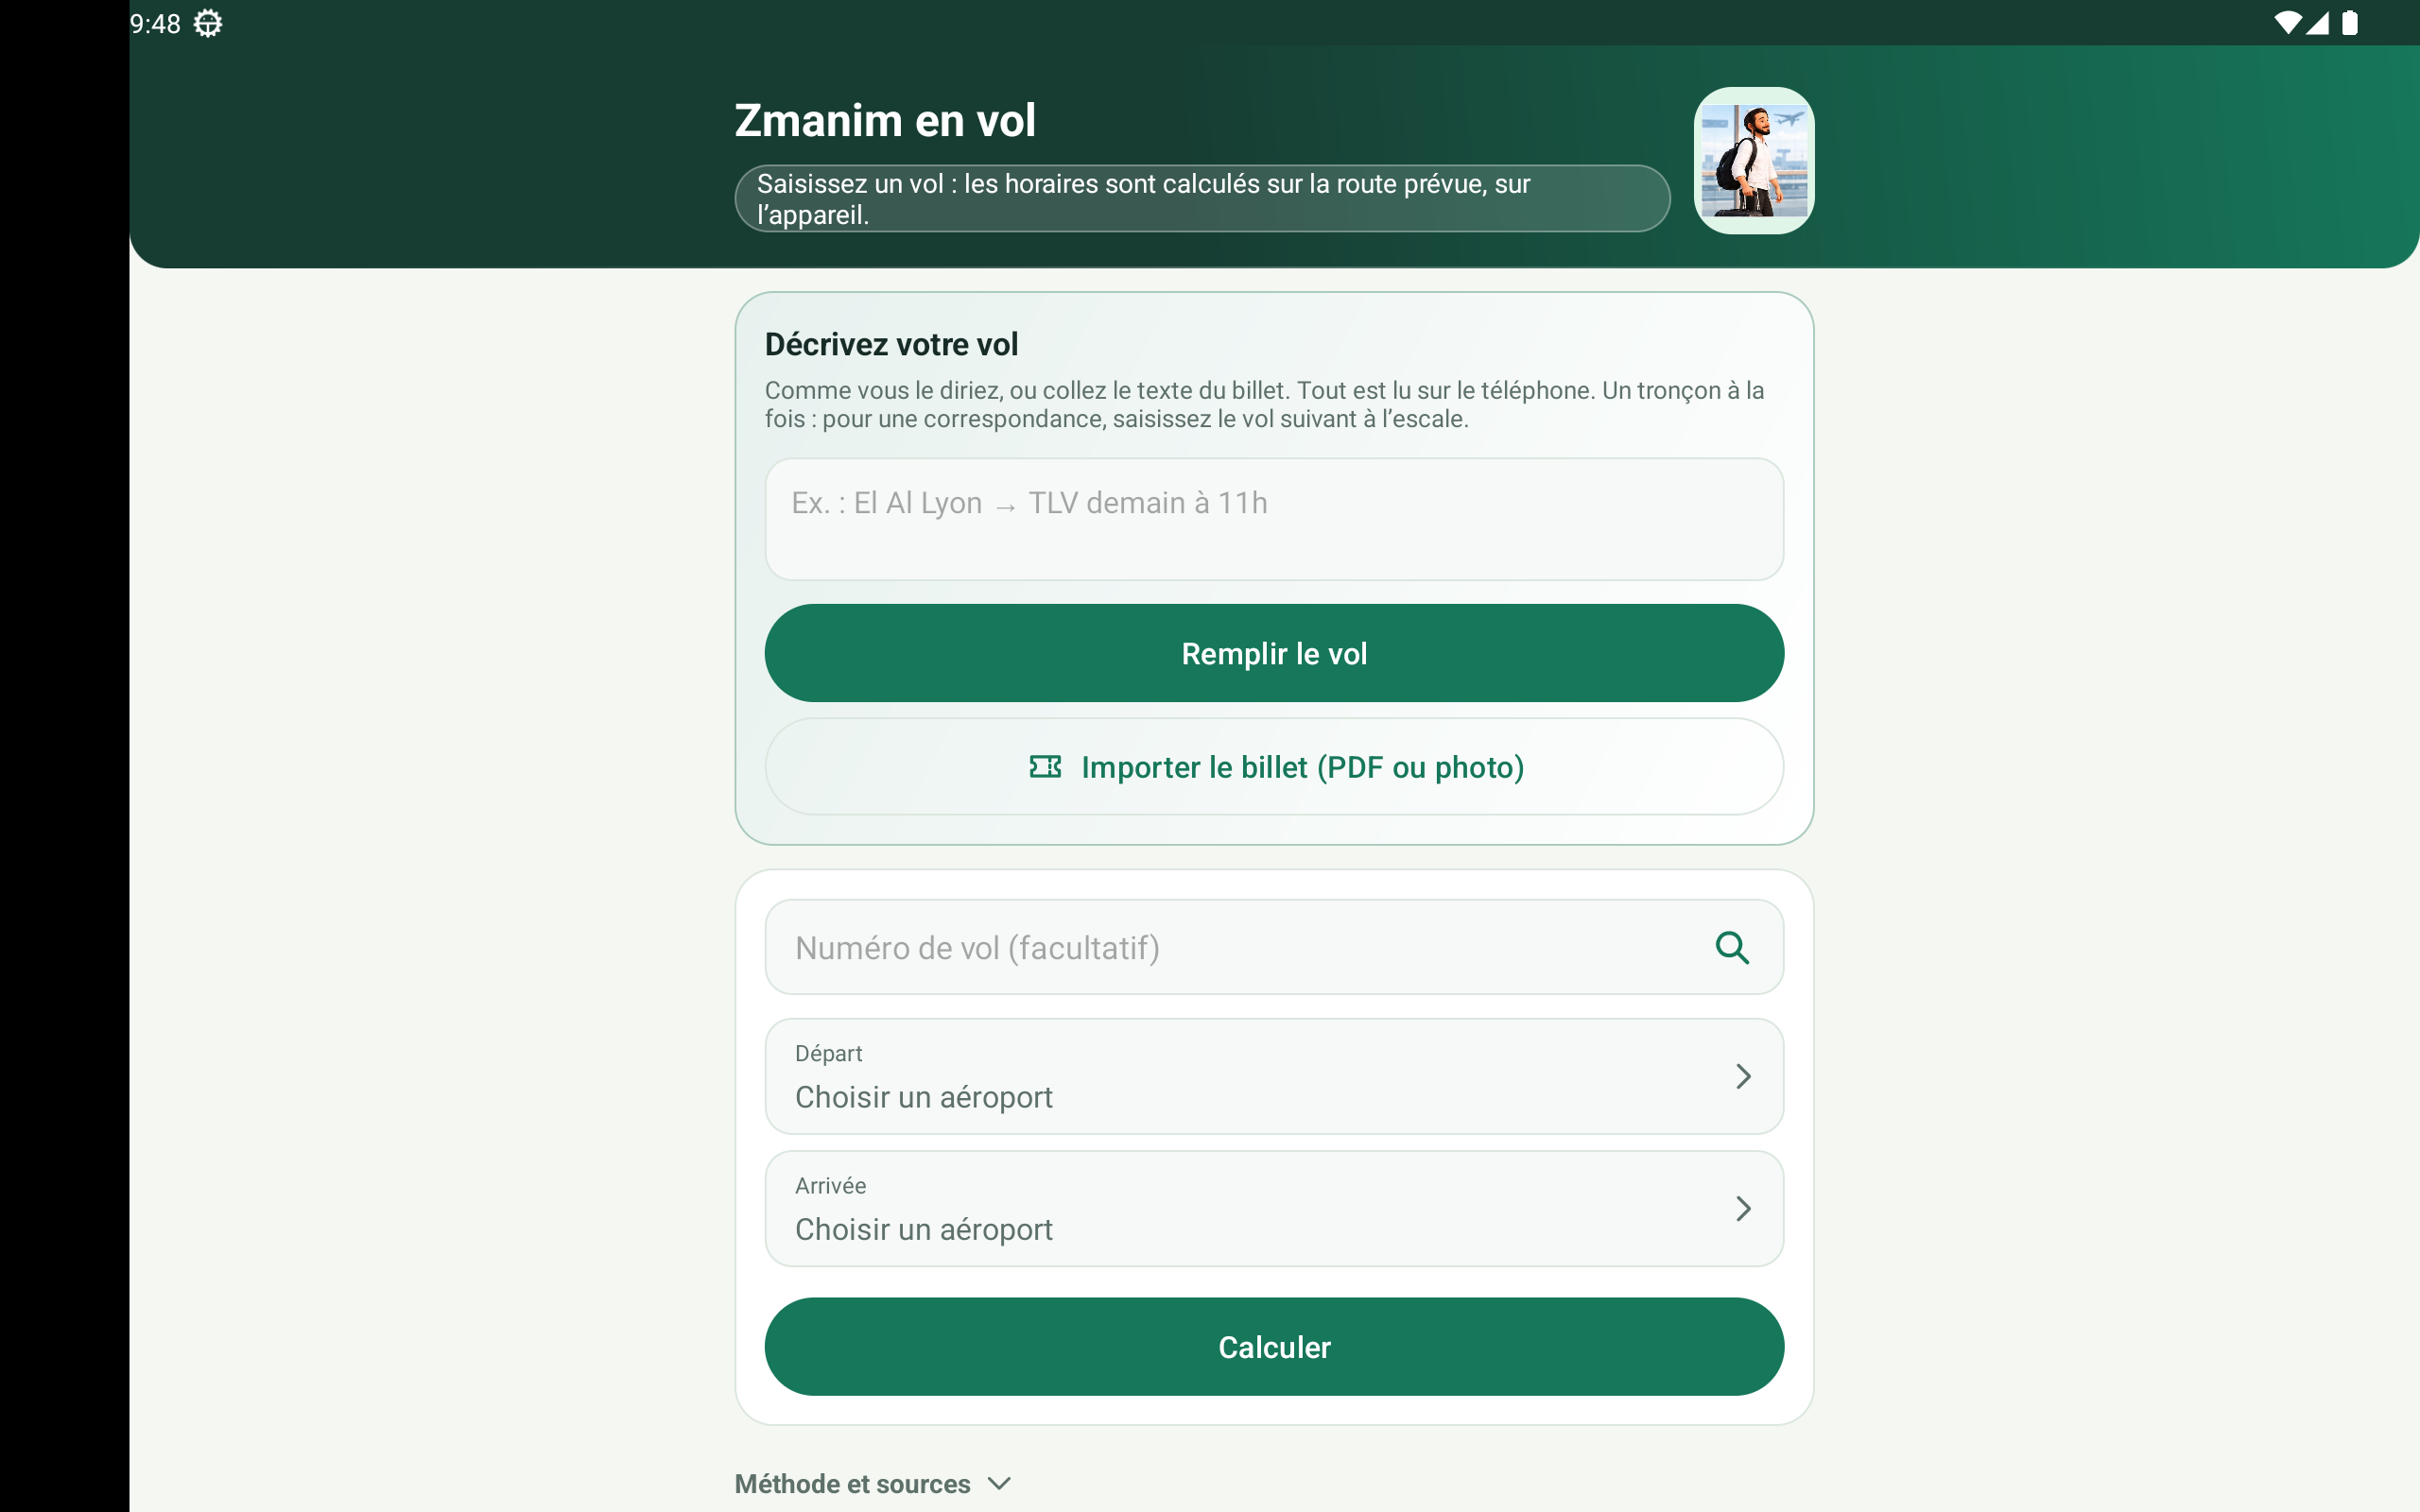 9:48
Zmanim en vol
Saisissez un vol : les horaires sont calculés sur la route prévue, sur
l’appareil.
Décrivez votre vol
Comme vous le diriez, ou collez le texte du billet. Tout est lu sur le téléphone. Un tronçon à la
fois : pour une correspondance, saisissez le vol suivant à l’escale.
Ex. : El Al Lyon → TLV demain à 11h
Remplir le vol
Importer le billet (PDF ou photo)
Numéro de vol (facultatif)
Départ
Choisir un aéroport
Arrivée
Choisir un aéroport
Calculer
Méthode et sources